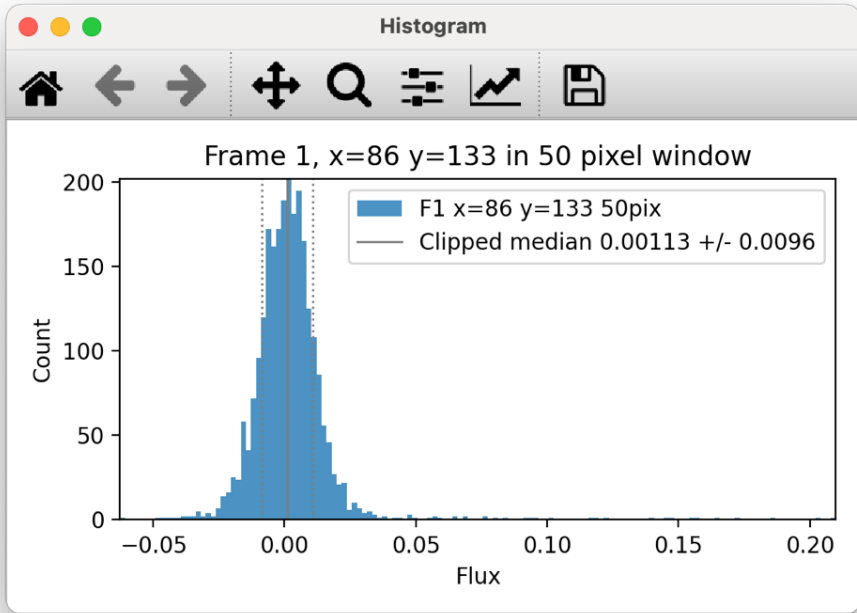 Histogram
Frame 1, x=86 y=133 in 50 pixel window
F1 x=86 y=133 50pix
Clipped median 0.00113 +/- 0.0096
200
150
100
50
0
Count
−0.05
0.00
0.05
0.10
0.15
0.20
Flux